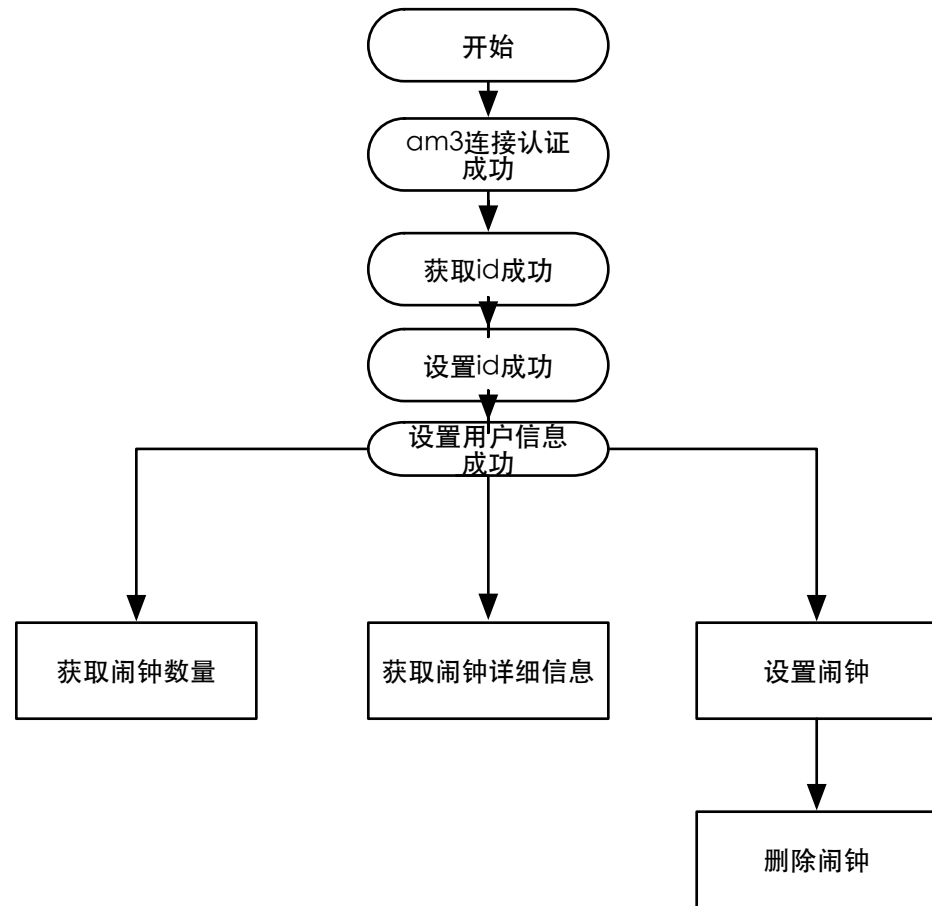 开始
am3连接认证
成功
获取id成功
设置id成功
设置用户信息
成功
获取闹钟数量
获取闹钟详细信息
设置闹钟
删除闹钟